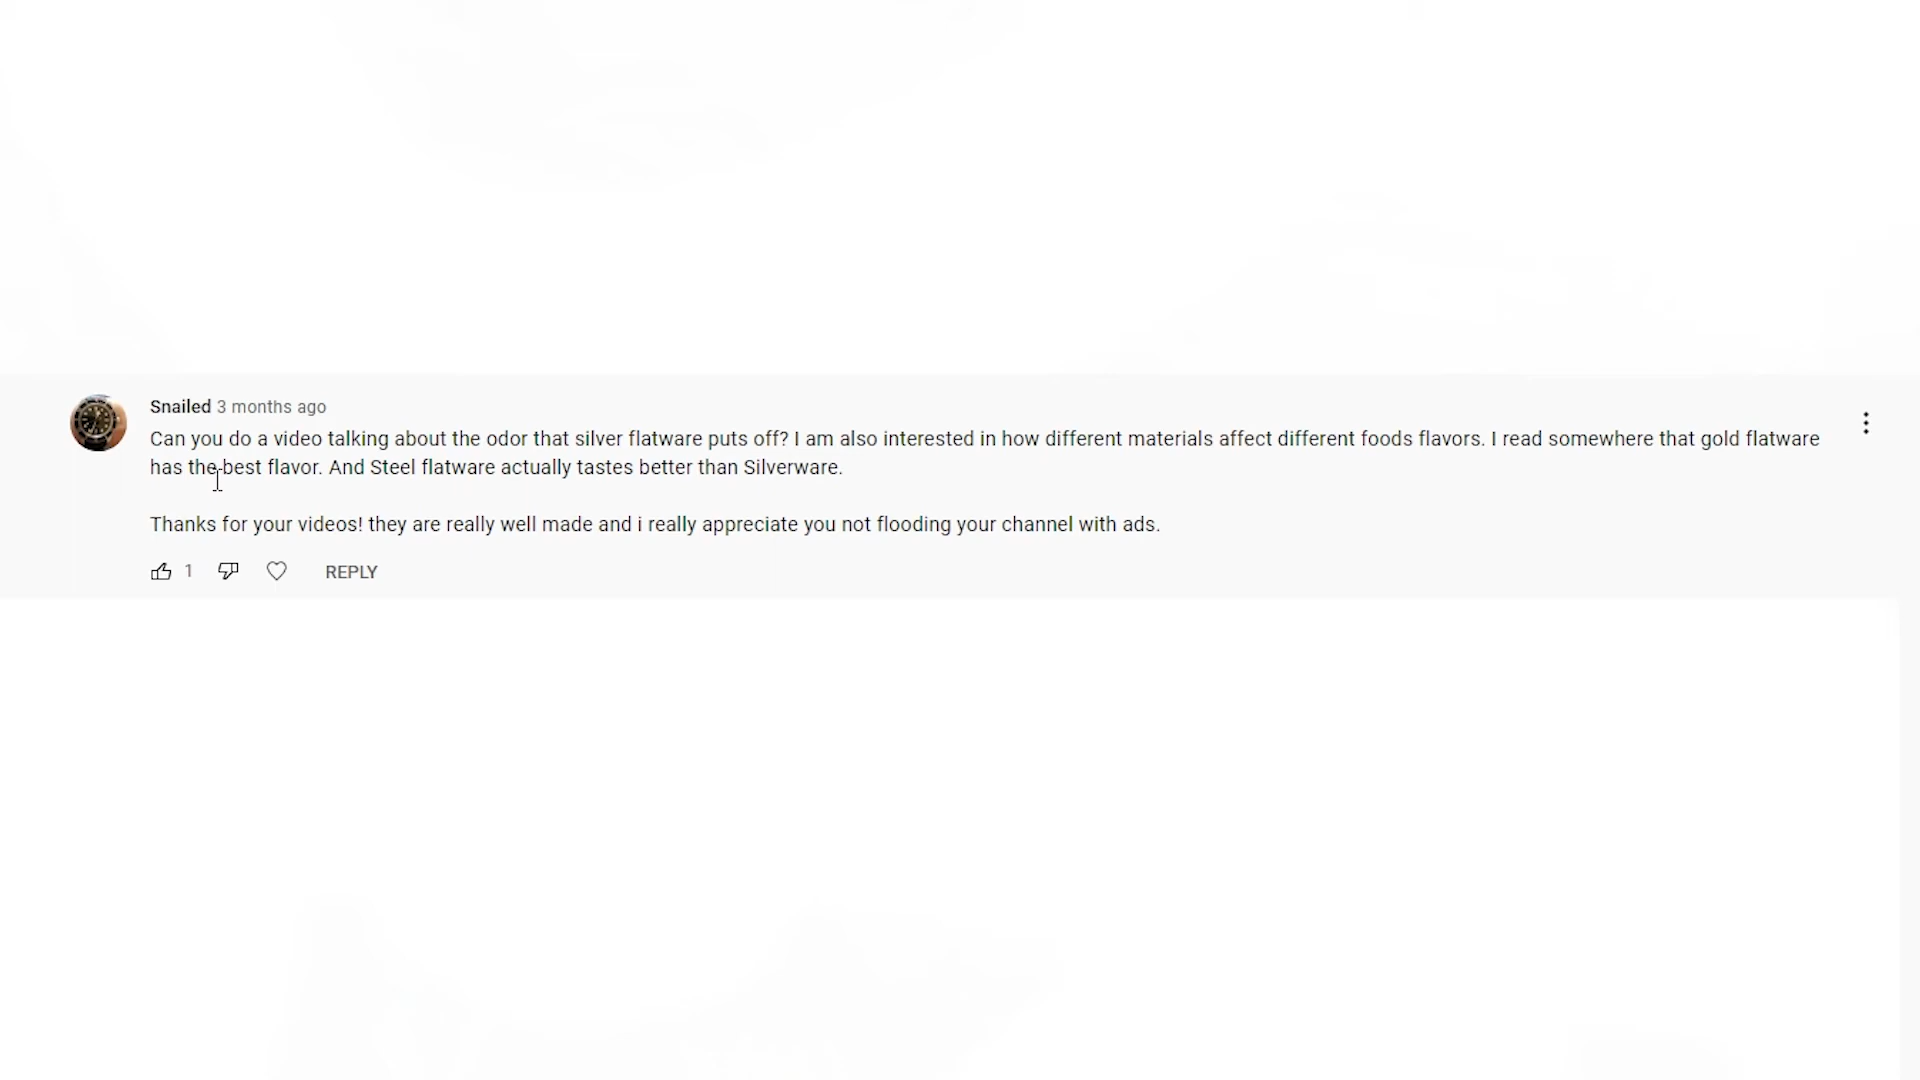 Snailed 3 months ago
Can you do a video talking about the odor that silver flatware puts off? I am also interested in how different materials affect different foods flavors. I read somewhere that gold flatware
has the best flavor. And Steel flatware actually tastes better than Silverware.
Thanks for your videos! they are really well made and i really appreciate you not flooding your channel with ads.
1 REPLY